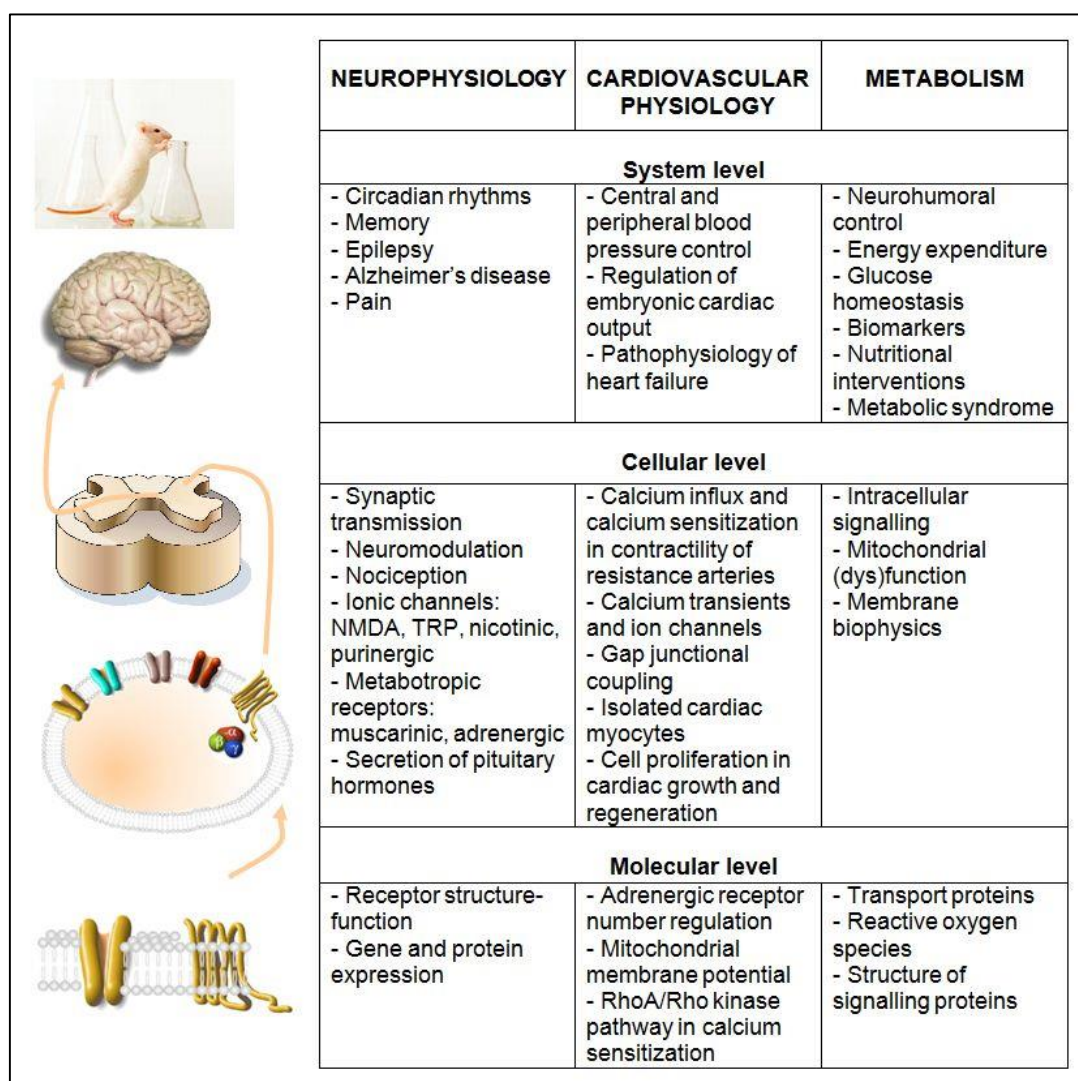 NEUROPHYSIOLOGY
CARDIOVASCULAR
PHYSIOLOGY
METABOLISM
System level
- Circadian rhythms
- Memory
- Epilepsy
- Alzheimer's disease
- Pain
- Central and
peripheral blood
pressure control
- Regulation of
embryonic cardiac
output
- Pathophysiology of
heart failure
- Neurohumoral
control
- Energy expenditure
- Glucose
homeostasis
- Biomarkers
- Nutritional
interventions
- Metabolic syndrome
Cellular level
- Synaptic
transmission
- Neuromodulation
- Nociception
- Ionic channels:
NMDA, TRP, nicotinic,
purinergic
- Metabotropic
receptors:
muscarinic, adrenergic
- Secretion of pituitary
hormones
- Calcium influx and
calcium sensitization
in contractility of
resistance arteries
- Calcium transients
and ion channels
- Gap junctional
coupling
- Isolated cardiac
myocytes
- Cell proliferation in
cardiac growth and
regeneration
- Intracellular
signalling
- Mitochondrial
(dys)function
- Membrane
biophysics
α
β
γ
Molecular level
- Receptor structure-
function
- Gene and protein
expression
- Adrenergic receptor
number regulation
- Mitochondrial
membrane potential
- RhoA/Rho kinase
pathway in calcium
sensitization
- Transport proteins
- Reactive oxygen
species
- Structure of
signalling proteins